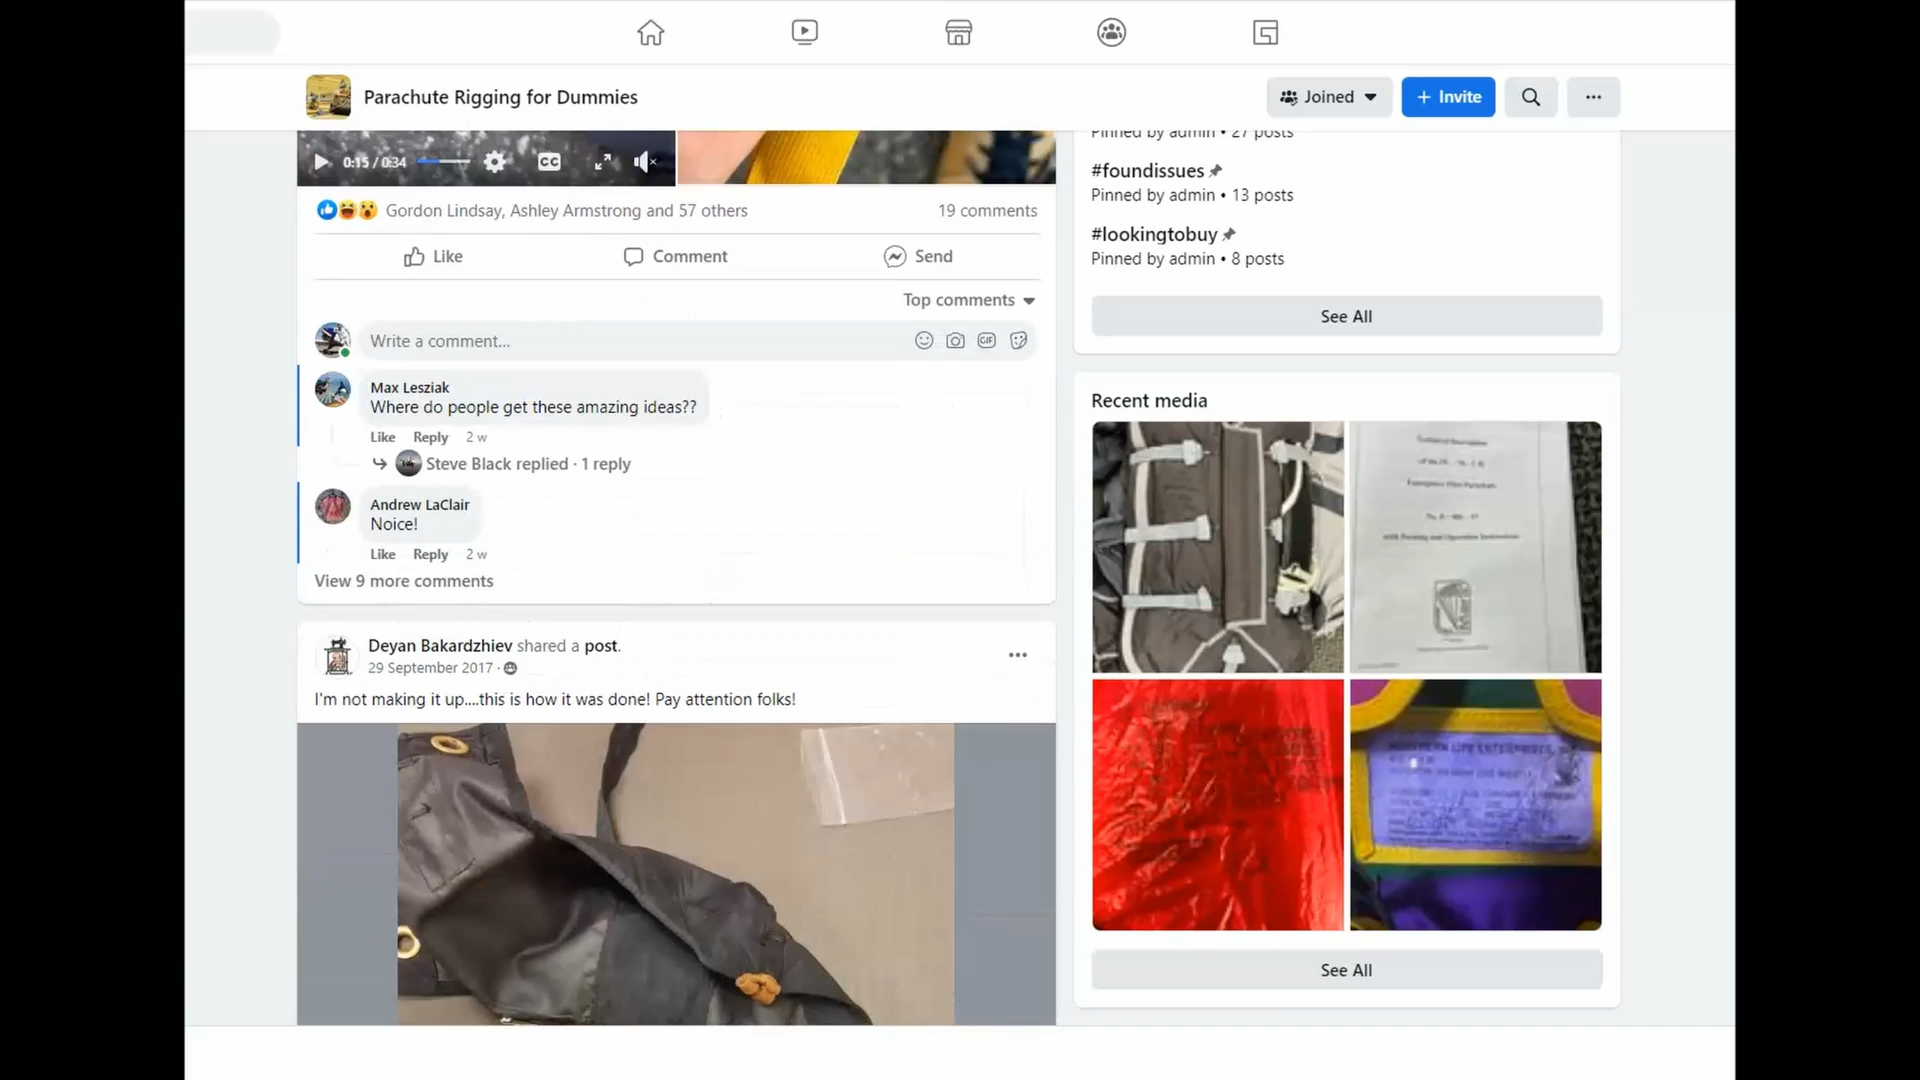 Parachute Rigging for Dummies
Joined
+ Invite
0:15 / 0:34
CC
Gordon Lindsay, Ashley Armstrong and 57 others
19 comments
Like
Comment
Send
Top comments
Write a comment...
GIF
Max Lesziak
Where do people get these amazing ideas??
Like Reply 2 w
Steve Black replied · 1 reply
Andrew LaClair
Noice!
Like Reply 2 w
View 9 more comments
Deyan Bakardzhiev shared a post.
29 September 2017 ·
I'm not making it up....this is how it was done! Pay attention folks!
Pinned by admin • 27 posts
#foundissues
Pinned by admin • 13 posts
#lookingtobuy
Pinned by admin • 8 posts
See All
Recent media
See All